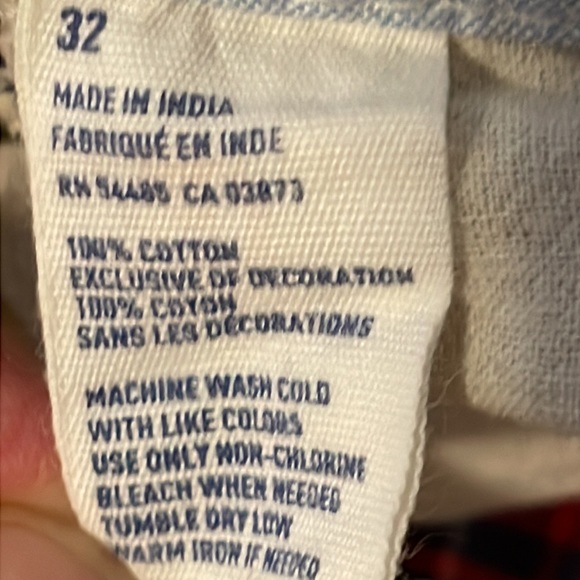 32
MADE IN INDIA
FABRIQUÉ EN INDE
RN 54485 CA 03873
100% COTTON
EXCLUSIVE OF DECORATION
100% COTON
SANS LES DÉCORATIONS
MACHINE WASH COLD
WITH LIKE COLORS
USE ONLY NON-CHLORINE
BLEACH WHEN NEEDED
TUMBLE DRY LOW
WARM IRON IF NEEDED